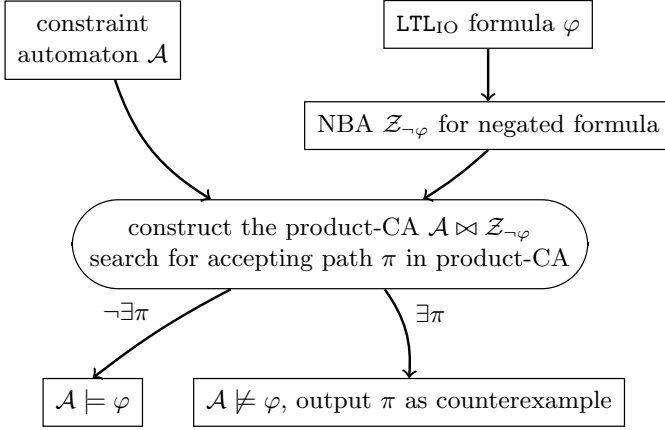 constraint
automaton 𝒜
LTL_IO formula φ
NBA 𝒵_¬φ for negated formula
construct the product-CA 𝒜 ⋈ 𝒵_¬φ
search for accepting path π in product-CA
¬∃π
∃π
𝒜 ⊨ φ
𝒜 ⊭ φ, output π as counterexample